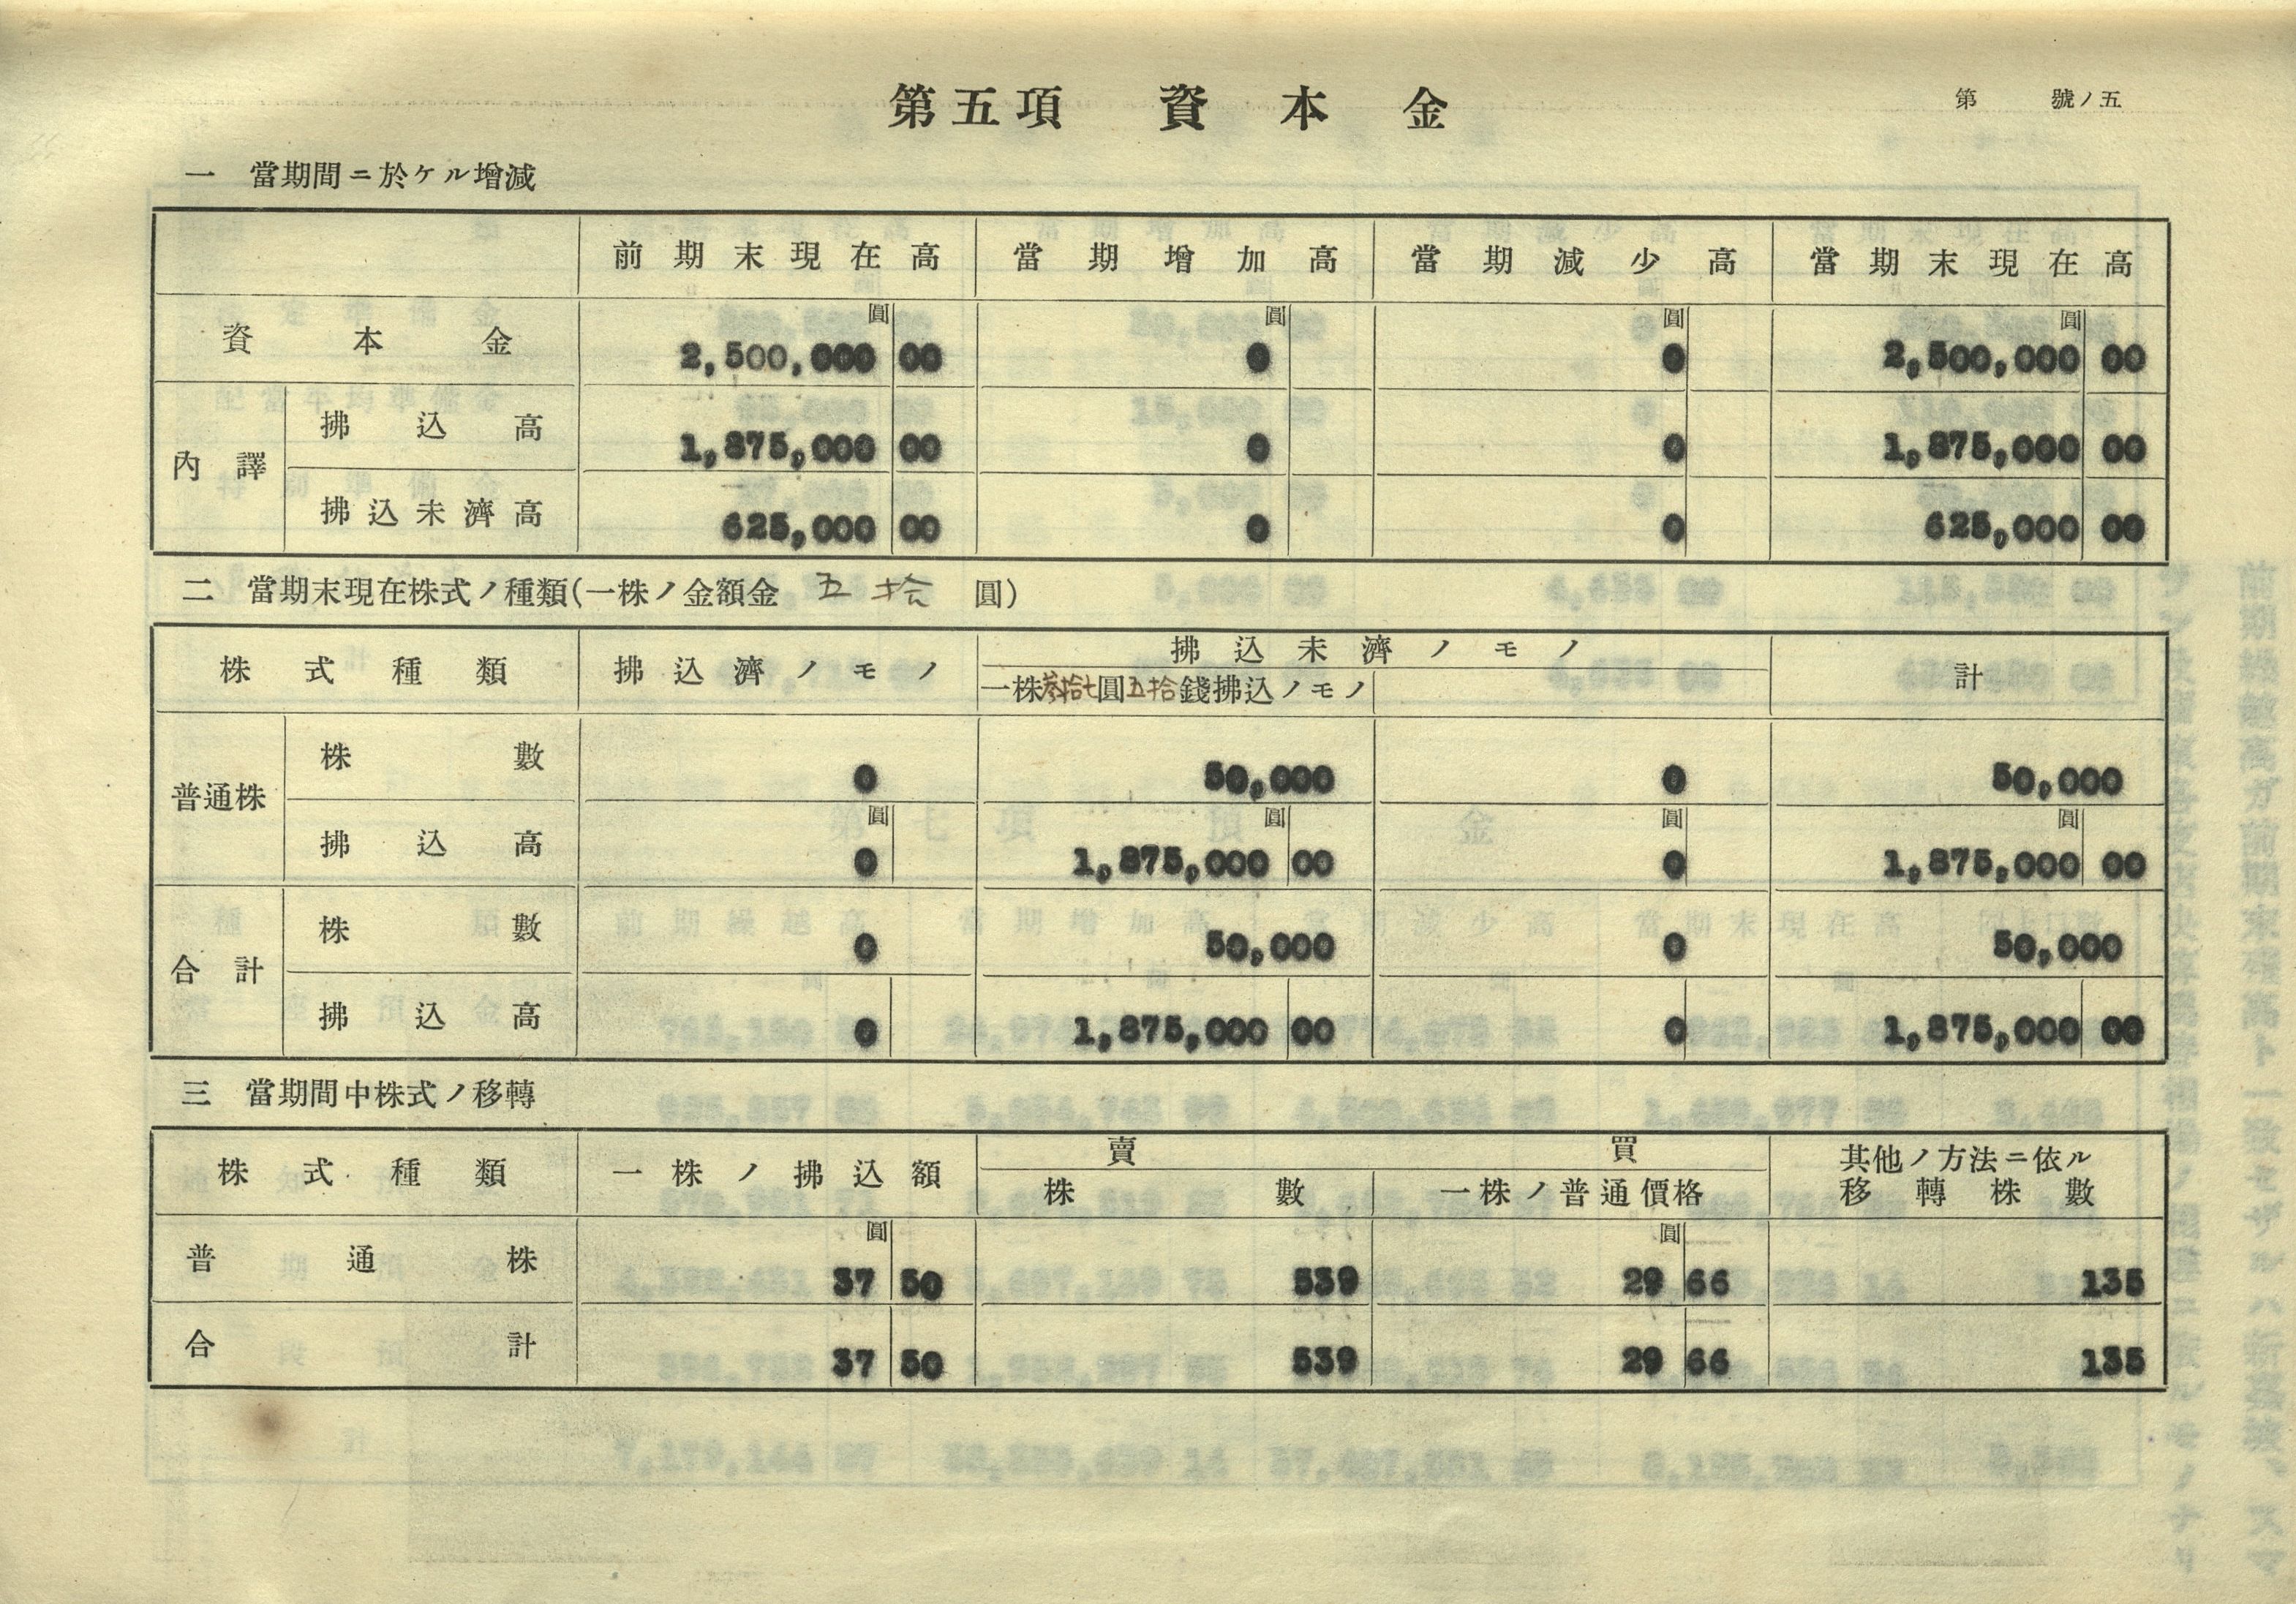 第五項 資本金
第 號ノ五
一 當期間ニ於ケル增減
前期末現在高 當期增加高 當期減少高 當期末現在高
圓 圓 圓 圓
資本金 2,500,000 00 0 0 2,500,000 00
內譯
拂込高 1,875,000 00 0 0 1,875,000 00
拂込未濟高 625,000 00 0 0 625,000 00
二 當期末現在株式ノ種類(一株ノ金額金 五拾 圓)
株式種類 拂込濟ノモノ 拂込未濟ノモノ 計
一株叁拾七圓五拾錢拂込ノモノ
普通株
株數 0 50,000 0 50,000
圓 圓 圓 圓
拂込高 0 1,875,000 00 0 1,875,000 00
合計
株數 0 50,000 0 50,000
拂込高 0 1,875,000 00 0 1,875,000 00
三 當期間中株式ノ移轉
株式種類 一株ノ拂込額 賣買 其他ノ方法ニ依ル
株數 一株ノ普通價格 移轉株數
圓 圓
普通株 37 50 539 29 66 135
合計 37 50 539 29 66 135